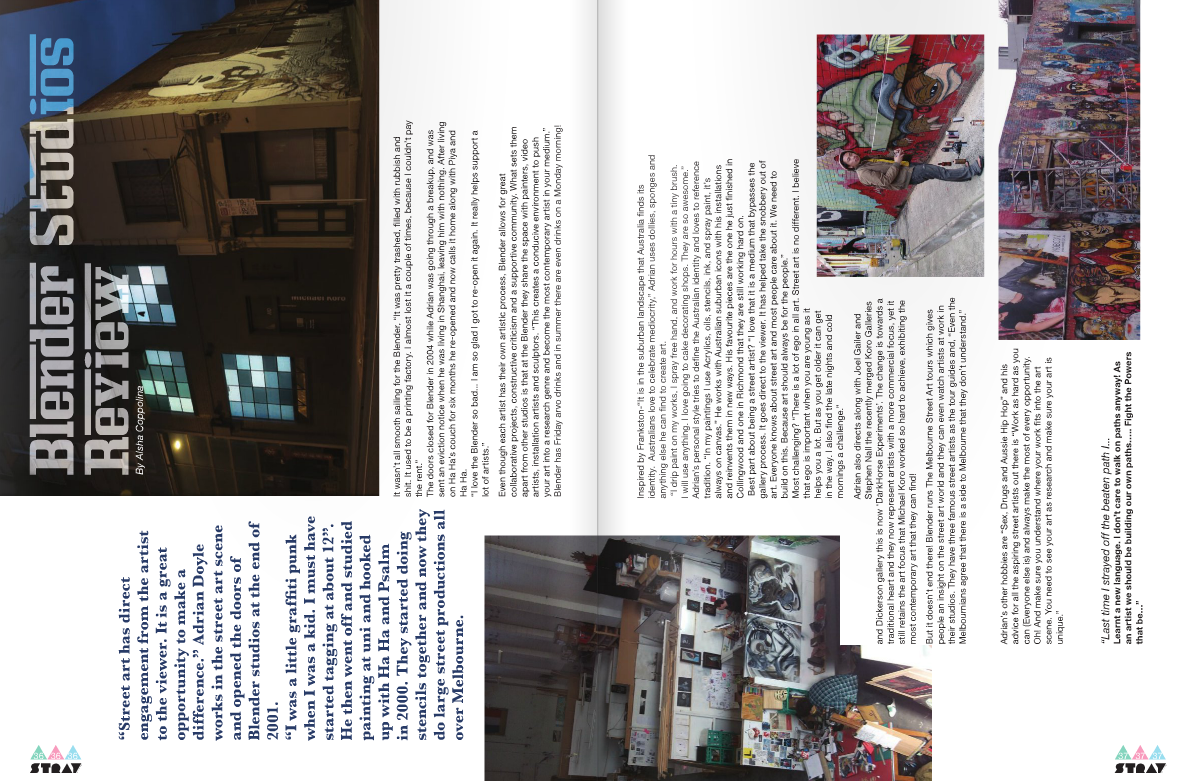 Blender Studios
Review
By Alisha Coppolina
“Street art has direct
engagement from the artist
to the viewer. It is a great
opportunity to make a
difference.” Adrian Doyle
works in the street art scene
and opened the doors of
Blender studios at the end of
2001.
“I was a little graffiti punk
when I was a kid. I must have
started tagging at about 12”.
He then went off and studied
painting at uni and hooked
up with Ha Ha and Psalm
in 2000. They started doing
stencils together and now they
do large street productions all
over Melbourne.
It wasn't all smooth sailing for the Blender. “It was pretty trashed, filled with rubbish and
shit. It used to be a printing factory. I almost lost it a couple of times, because I couldn't pay
the rent.”
The doors closed for Blender in 2004 while Adrian was going through a breakup, and was
sent an eviction notice when he was living in Shanghai, leaving him with nothing. After living
on Ha Ha's couch for six months he re-opened and now calls it home along with Piya and
Ha Ha.
“I love the Blender so bad... I am so glad I got to re-open it again. It really helps support a
lot of artists.”
Even though each artist has their own artistic process, Blender allows for great
collaborative projects, constructive criticism and a supportive community. What sets them
apart from other studios is that at the Blender they share the space with painters, video
artists, installation artists and sculptors. “This creates a conducive environment to push
your art into a research genre and become the most contemporary artist in your medium.”
Blender has Friday arvo drinks and in summer there are even drinks on a Monday morning!
36 36 36
STRAY
Inspired by Frankston-“It is in the suburban landscape that Australia finds its
identity. Australians love to celebrate mediocrity.” Adrian uses doilies, sponges and
anything else he can find to create art.
“I drip paint on my works. I spray free hand, and work for hours with a tiny brush.
I will use anything. I love going to cake decorating shops. They are so awesome.”
Adrian's personal style tries to define the Australian identity and loves to reference
tradition. “In my paintings I use Acrylics, oils, stencils, ink, and spray paint, it's
always on canvas.” He works with Australian suburban icons with his installations
and reinvents them in new ways. His favourite pieces are the one he just finished in
Collingwood and one in Richmond that they are still working hard on.
Best part about being a street artist? “I love that it is a medium that bypasses the
gallery process. It goes direct to the viewer. It has helped take the snobbery out of
art. Everyone knows about street art and most people care about it. We need to
build on this. Because art should always be for the people.”
Most challenging? “There is a lot of ego in all art. Street art is no different. I believe
that ego is important when you are young as it
helps you a lot. But as you get older it can get
in the way. I also find the late nights and cold
mornings a challenge.”
Adrian also directs along with Joel Gailer and
Stephen Nall the recently merged Koro Galleries
and Dickerson gallery this is now 'DarkHorse Experiments'. The change is towards a
traditional heart and they now represent artists with a more commercial focus, yet it
still retains the art focus that Michael Koro worked so hard to achieve, exhibiting the
most contemporary art that they can find!
But it doesn't end there! Blender runs The Melbourne Street Art tours which gives
people an insight on the street art world and they can even watch artists at work in
their studios. They have three famous street artists as the tour guides and, “Even the
Melbournians agree that there is a side to Melbourne that they don't understand.”
Adrian's other hobbies are “Sex, Drugs and Aussie Hip Hop” and his
advice for all the aspiring street artists out there is “Work as hard as you
can (Everyone else is) and always make the most of every opportunity.
Oh! And make sure you understand where your work fits into the art
scene. You need to see your art as research and make sure your art is
unique.”
“Last time I strayed off the beaten path I...
Learnt a new language. I don't care to walk on paths anyway! As
an artist we should be building our own paths..... Fight the Powers
that be...”
37 37 37
STRAY